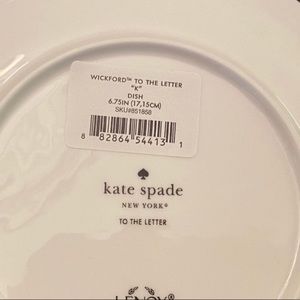 WICKFORD™ TO THE LETTER
"K"
DISH
6.75IN (17,15CM)
SKU#851858
8 82864 54413 1
kate spade
NEW YORK®
TO THE LETTER
LENOX®